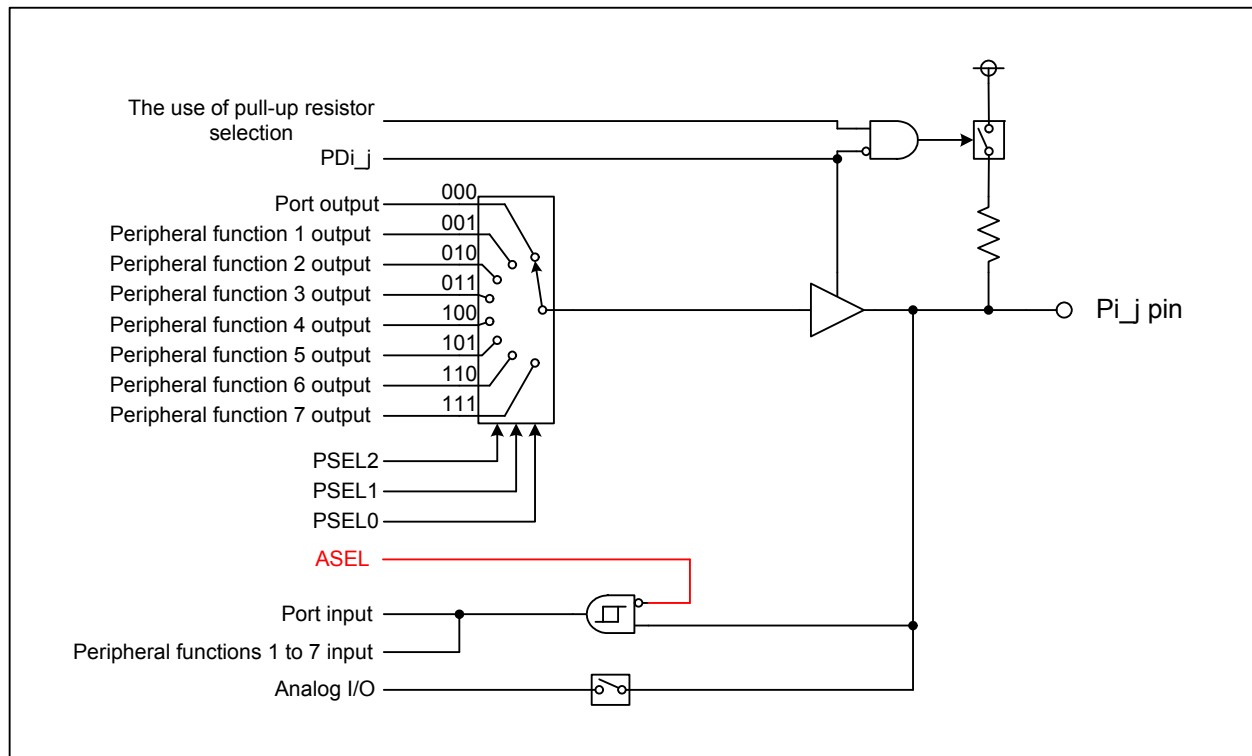 The use of pull-up resistor
selection
PDi_j
Port output
000
Peripheral function 1 output
001
Peripheral function 2 output
010
Peripheral function 3 output
011
Peripheral function 4 output
100
Peripheral function 5 output
101
Peripheral function 6 output
110
Peripheral function 7 output
111
Pi_j pin
PSEL2
PSEL1
PSEL0
ASEL
Port input
Peripheral functions 1 to 7 input
Analog I/O